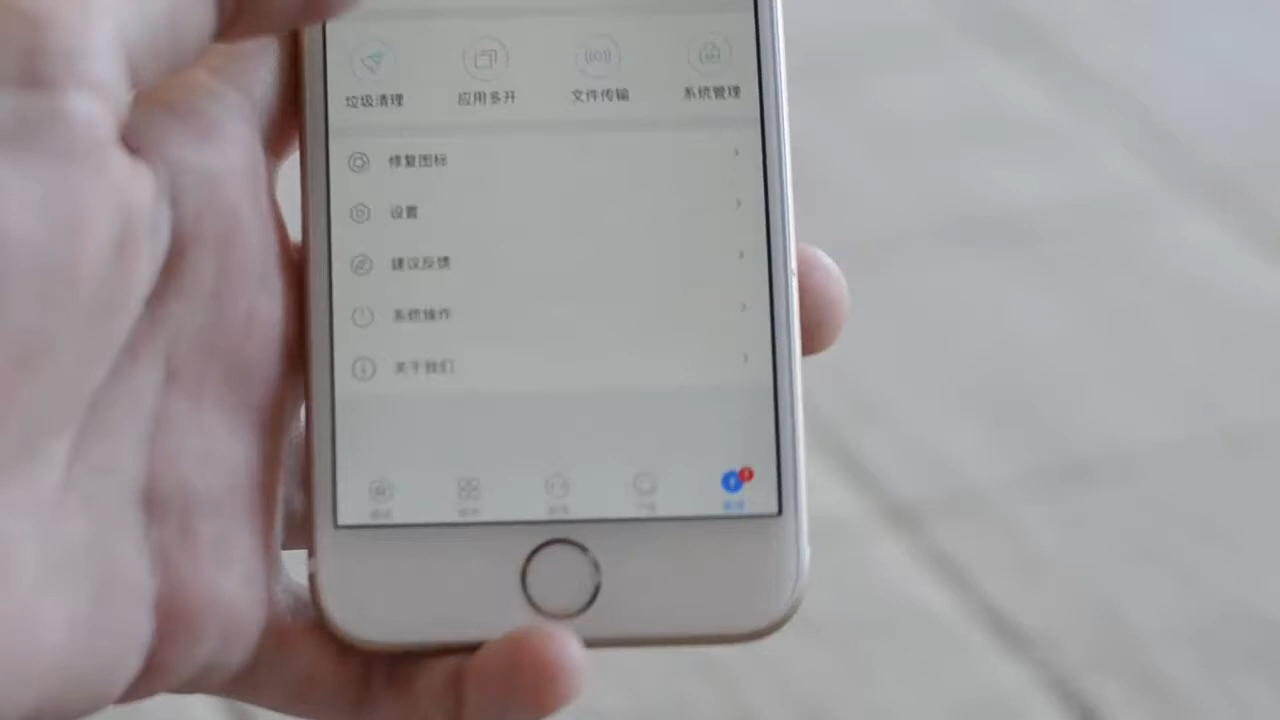 垃圾清理 应用多开 文件传输 系统管理
修复图标
设置
建议反馈
系统操作
关于我们